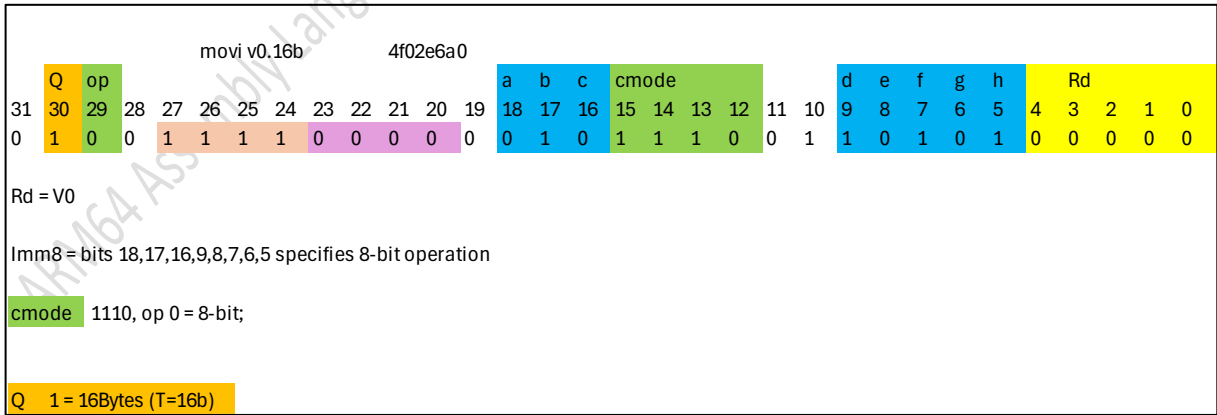 movi v0.16b 4f02e6a0
Q op a b c cmode d e f g h Rd
31 30 29 28 27 26 25 24 23 22 21 20 19 18 17 16 15 14 13 12 11 10 9 8 7 6 5 4 3 2 1 0
0 1 0 0 1 1 1 1 0 0 0 0 0 0 1 0 1 1 1 0 0 1 1 0 1 0 1 0 0 0 0 0
Rd = V0
Imm8 = bits 18,17,16,9,8,7,6,5 specifies 8-bit operation
cmode 1110, op 0 = 8-bit;
Q 1 = 16Bytes (T=16b)
ARM64 Assembly Lang